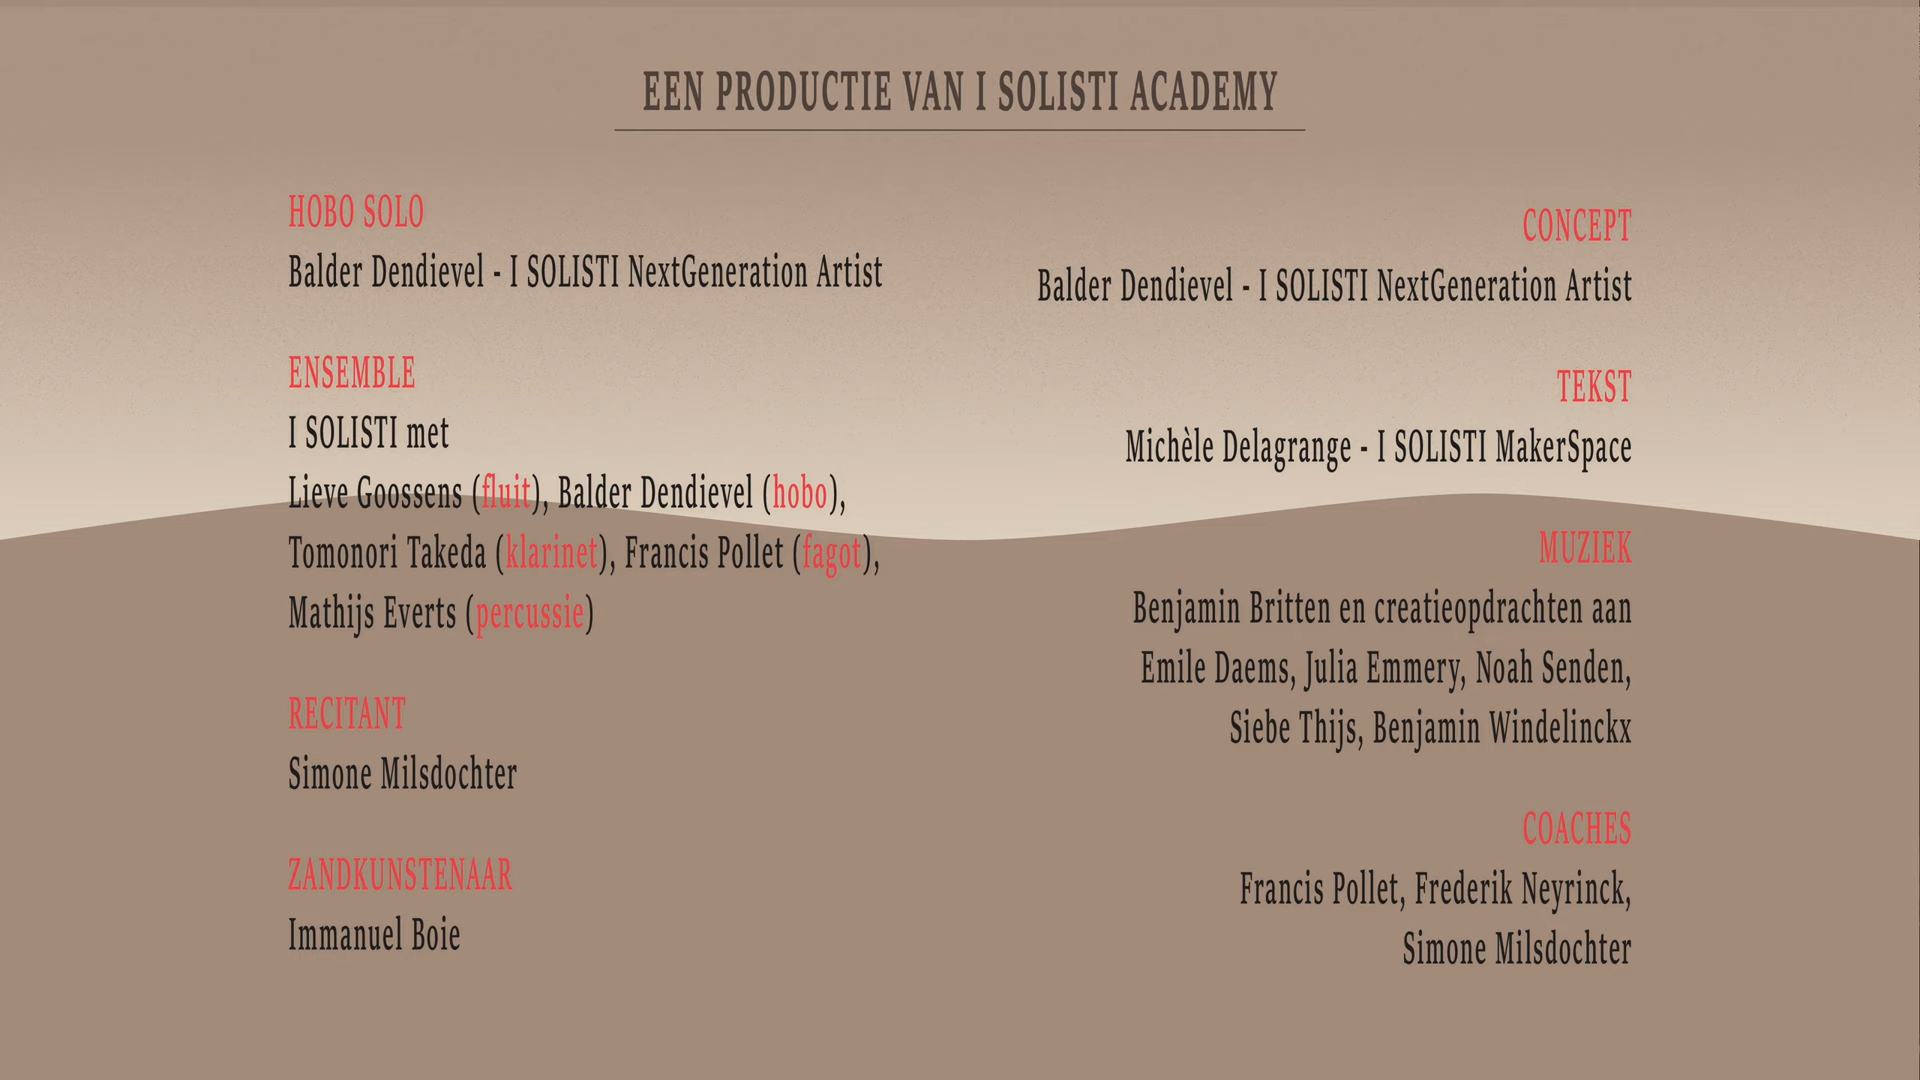 EEN PRODUCTIE VAN I SOLISTI ACADEMY
HOBO SOLO
Balder Dendievel - I SOLISTI NextGeneration Artist
ENSEMBLE
I SOLISTI met
Lieve Goossens (fluit), Balder Dendievel (hobo),
Tomonori Takeda (klarinet), Francis Pollet (fagot),
Mathijs Everts (percussie)
RECITANT
Simone Milsdochter
ZANDKUNSTENAAR
Immanuel Boie
CONCEPT
Balder Dendievel - I SOLISTI NextGeneration Artist
TEKST
Michèle Delagrange - I SOLISTI MakerSpace
MUZIEK
Benjamin Britten en creatieopdrachten aan
Emile Daems, Julia Emmery, Noah Senden,
Siebe Thijs, Benjamin Windelinckx
COACHES
Francis Pollet, Frederik Neyrinck,
Simone Milsdochter